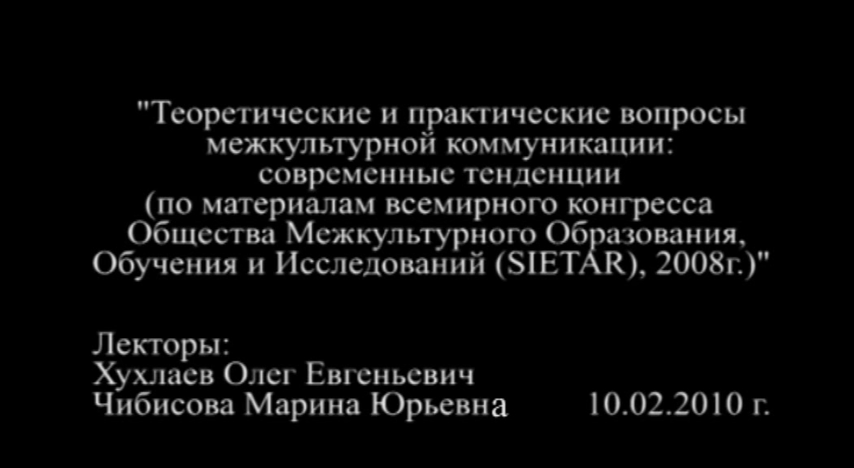 "Теоретические и практические вопросы
межкультурной коммуникации:
современные тенденции
(по материалам всемирного конгресса
Общества Межкультурного Образования,
Обучения и Исследований (SIETAR), 2008г.)"
Лекторы:
Хухлаев Олег Евгеньевич
Чибисова Марина Юрьевна 10.02.2010 г.